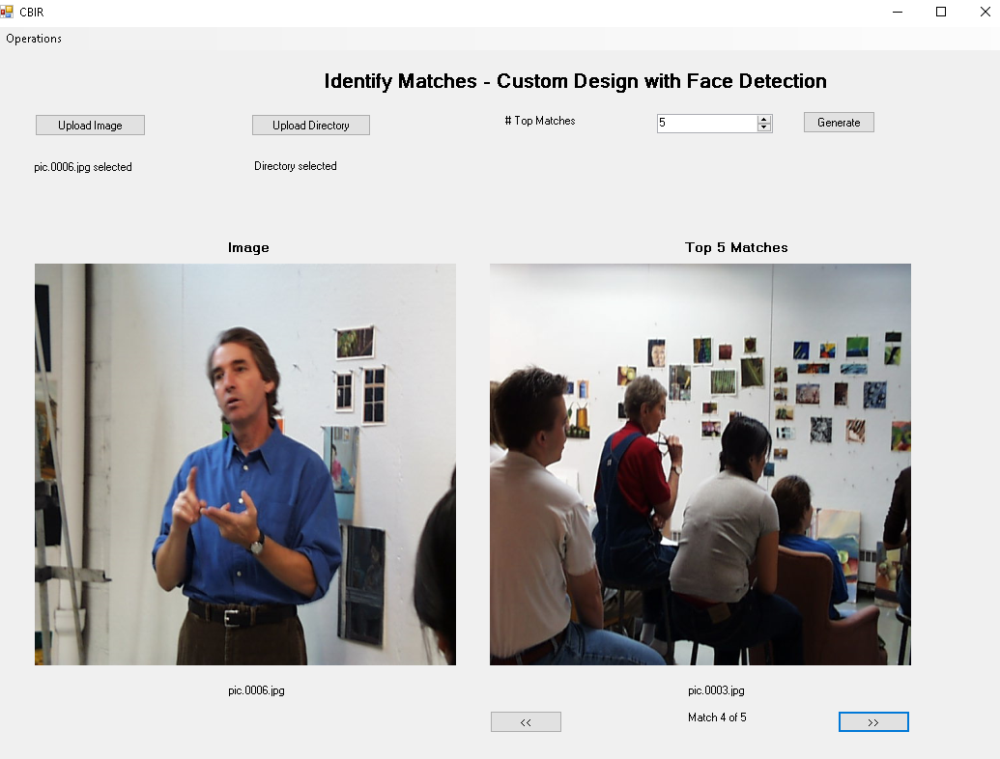 CBIR
Operations
Identify Matches - Custom Design with Face Detection
Upload Image
Upload Directory
# Top Matches
5
Generate
pic.0006.jpg selected
Directory selected
Image
Top 5 Matches
pic.0006.jpg
pic.0003.jpg
<<
Match 4 of 5
>>